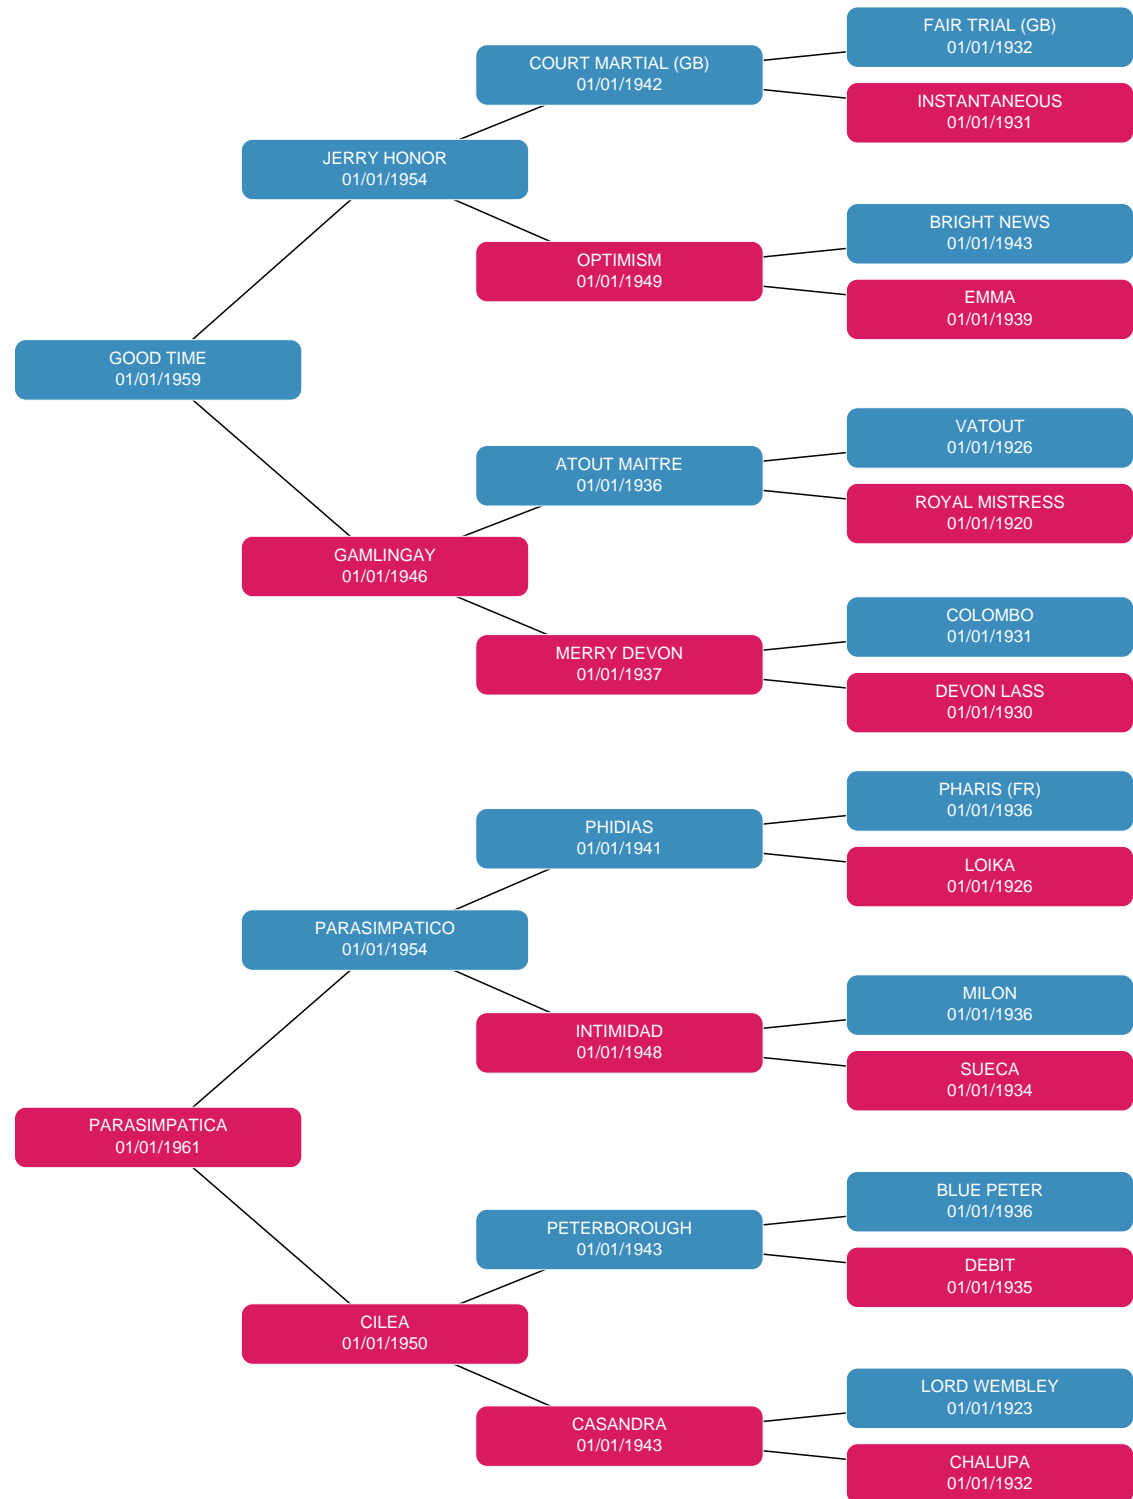 FAIR TRIAL (GB)
01/01/1932
COURT MARTIAL (GB)
01/01/1942
INSTANTANEOUS
01/01/1931
JERRY HONOR
01/01/1954
BRIGHT NEWS
01/01/1943
OPTIMISM
01/01/1949
EMMA
01/01/1939
GOOD TIME
01/01/1959
VATOUT
01/01/1926
ATOUT MAITRE
01/01/1936
ROYAL MISTRESS
01/01/1920
GAMLINGAY
01/01/1946
COLOMBO
01/01/1931
MERRY DEVON
01/01/1937
DEVON LASS
01/01/1930
PHARIS (FR)
01/01/1936
PHIDIAS
01/01/1941
LOIKA
01/01/1926
PARASIMPATICO
01/01/1954
MILON
01/01/1936
INTIMIDAD
01/01/1948
SUECA
01/01/1934
PARASIMPATICA
01/01/1961
BLUE PETER
01/01/1936
PETERBOROUGH
01/01/1943
DEBIT
01/01/1935
CILEA
01/01/1950
LORD WEMBLEY
01/01/1923
CASANDRA
01/01/1943
CHALUPA
01/01/1932